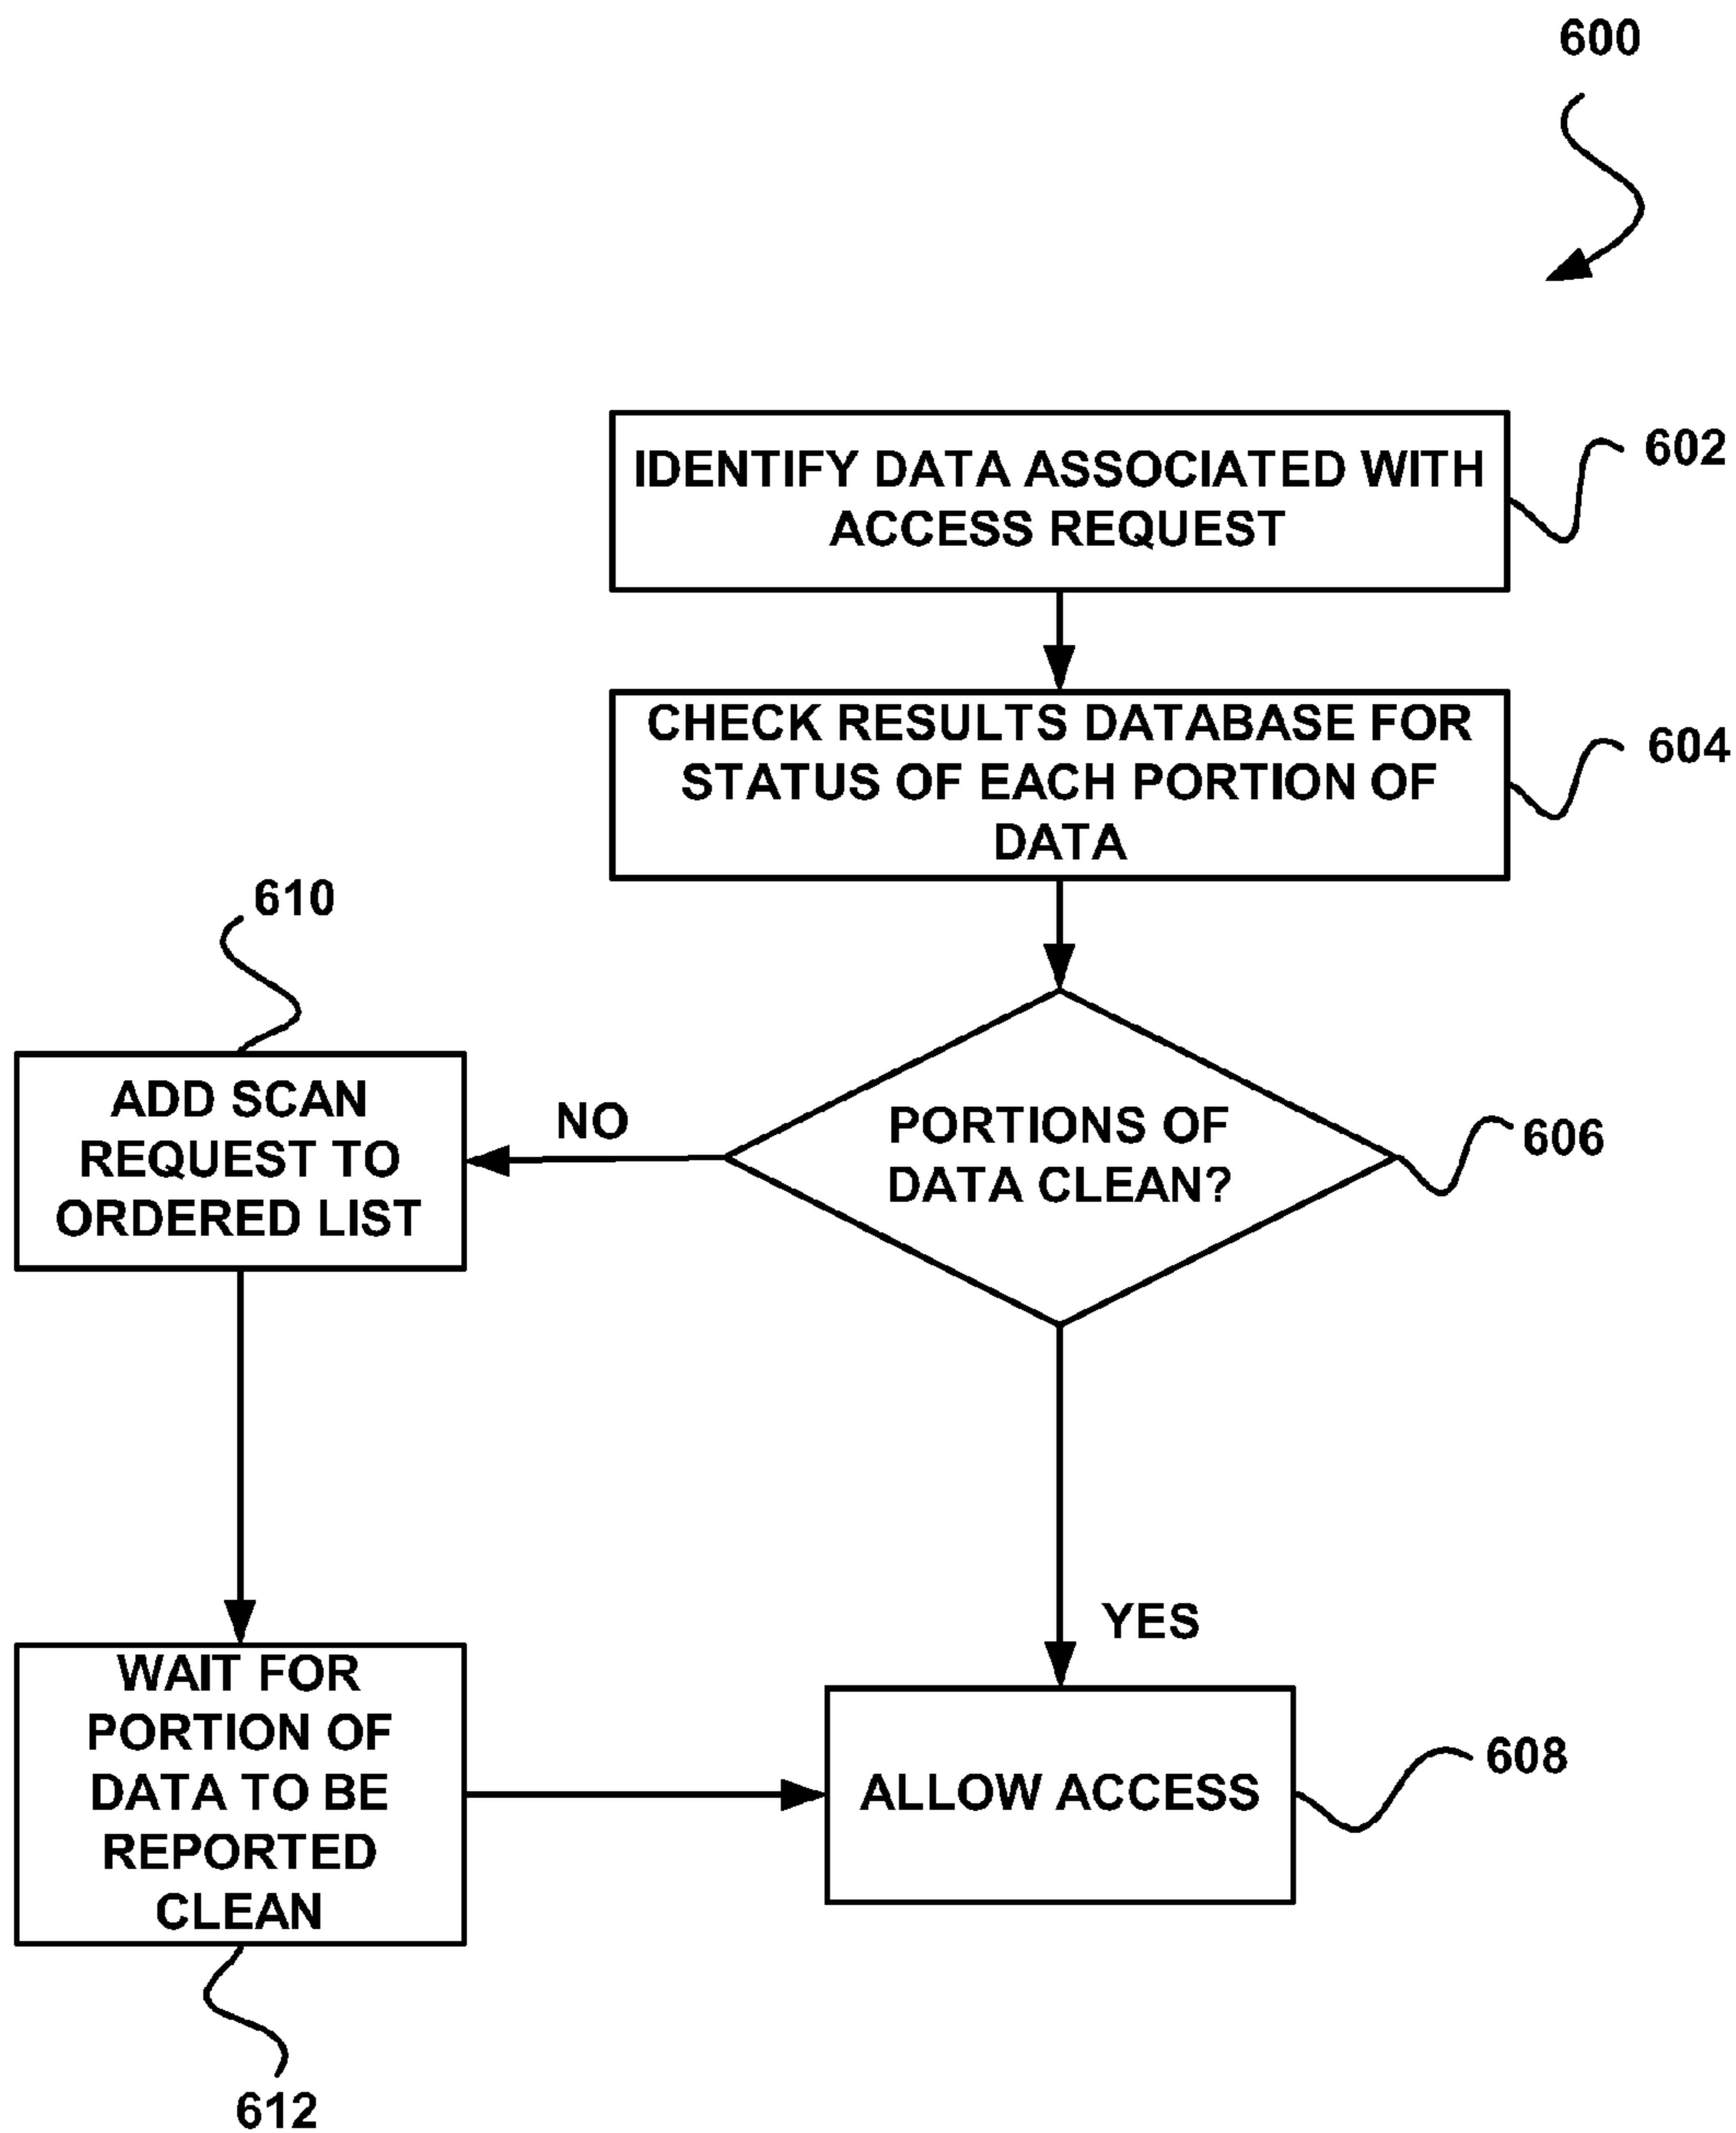 600
IDENTIFY DATA ASSOCIATED WITH
ACCESS REQUEST
602
CHECK RESULTS DATABASE FOR
STATUS OF EACH PORTION OF
DATA
604
610
ADD SCAN
REQUEST TO
ORDERED LIST
NO
PORTIONS OF
DATA CLEAN?
606
YES
WAIT FOR
PORTION OF
DATA TO BE
REPORTED
CLEAN
ALLOW ACCESS
608
612